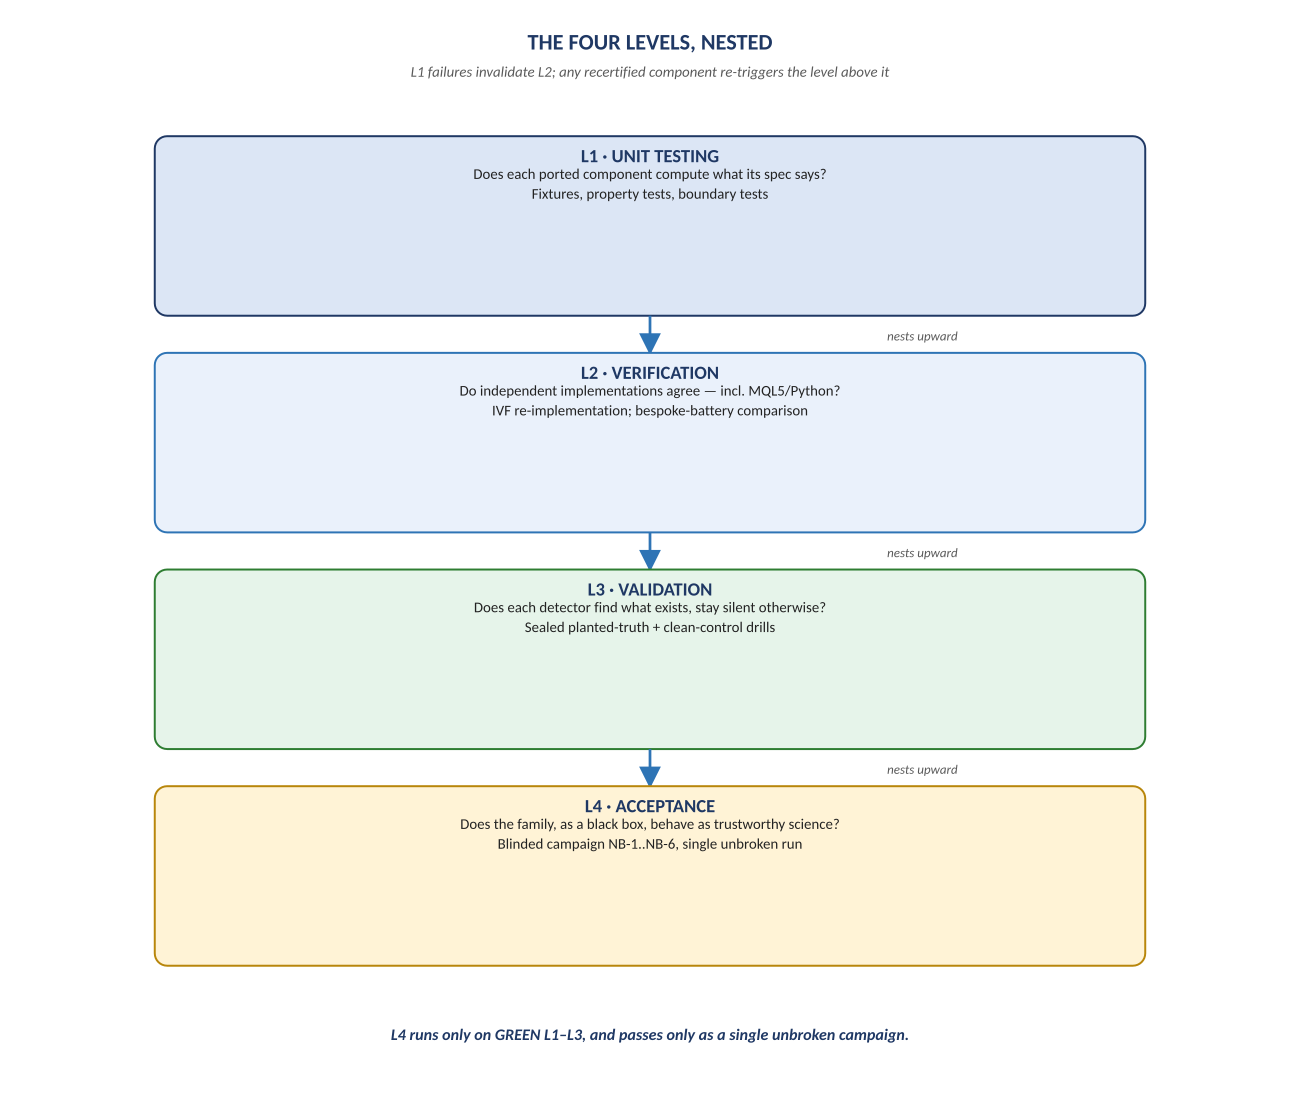 THE FOUR LEVELS, NESTED
L1 failures invalidate L2; any recertified component re-triggers the level above it
L1 · UNIT TESTING
Does each ported component compute what its spec says?
Fixtures, property tests, boundary tests
nests upward
L2 · VERIFICATION
Do independent implementations agree — incl. MQL5/Python?
IVF re-implementation; bespoke-battery comparison
nests upward
L3 · VALIDATION
Does each detector find what exists, stay silent otherwise?
Sealed planted-truth + clean-control drills
nests upward
L4 · ACCEPTANCE
Does the family, as a black box, behave as trustworthy science?
Blinded campaign NB-1..NB-6, single unbroken run
L4 runs only on GREEN L1–L3, and passes only as a single unbroken campaign.